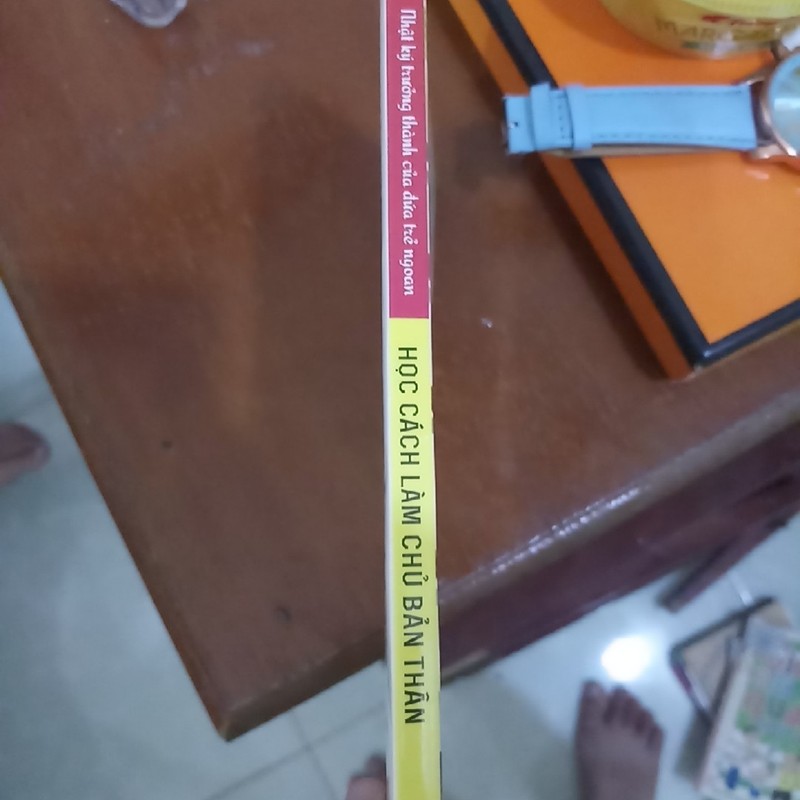 Nhật ký trưởng thành của đứa trẻ ngoan
HỌC CÁCH LÀM CHỦ BẢN THÂN